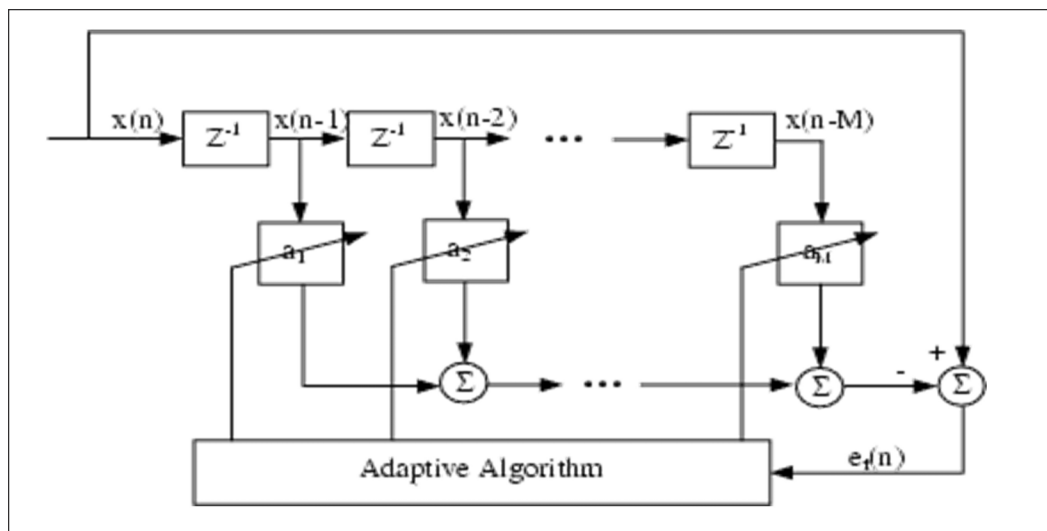 x(n) Z⁻¹ x(n-1) Z⁻¹ x(n-2) ••• Z⁻¹ x(n-M)
a₁ a₂ a_M
+
Σ ••• Σ - Σ
Adaptive Algorithm e_f(n)